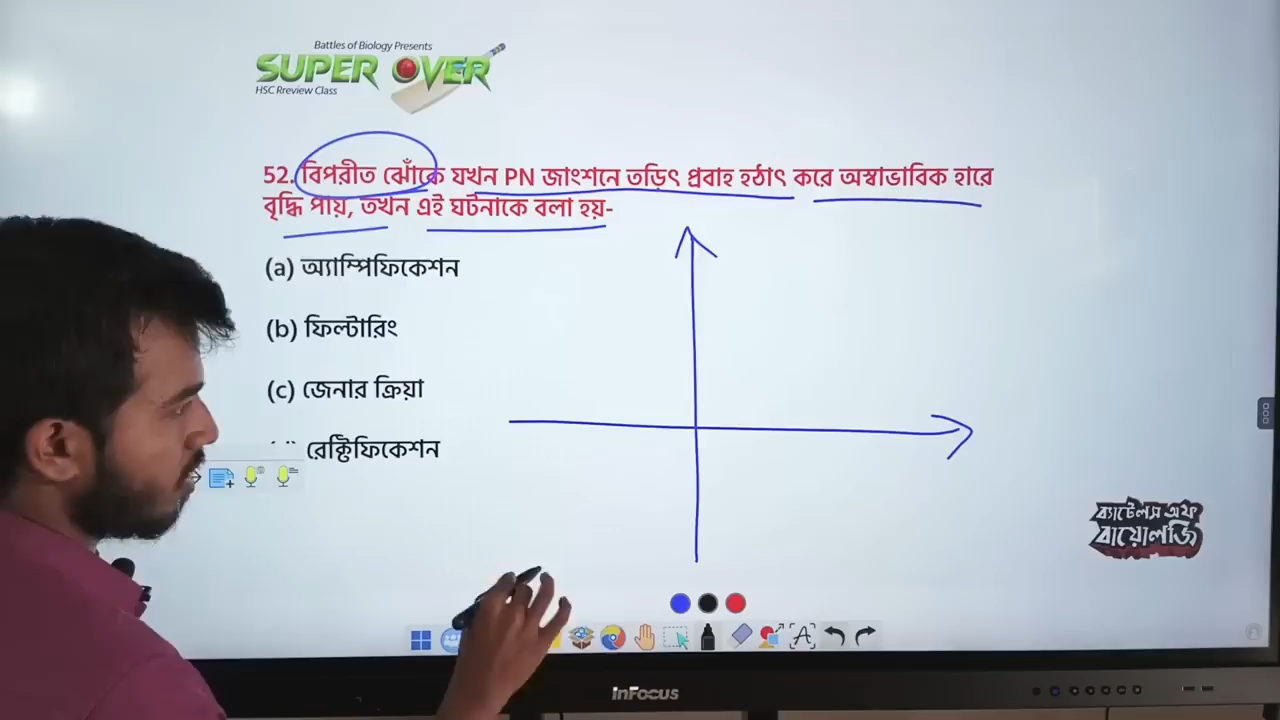 Battles of Biology Presents
SUPER OVER
HSC Rreview Class
52. বিপরীত ঝোঁকে যখন PN জাংশনে তড়িৎ প্রবাহ হঠাৎ করে অস্বাভাবিক হারে
বৃদ্ধি পায়, তখন এই ঘটনাকে বলা হয়-
(a) অ্যাম্পিফিকেশন
(b) ফিল্টারিং
(c) জেনার ক্রিয়া
রেক্টিফিকেশন
ব্যাটেলস অফ
বায়োলজি
InFocus